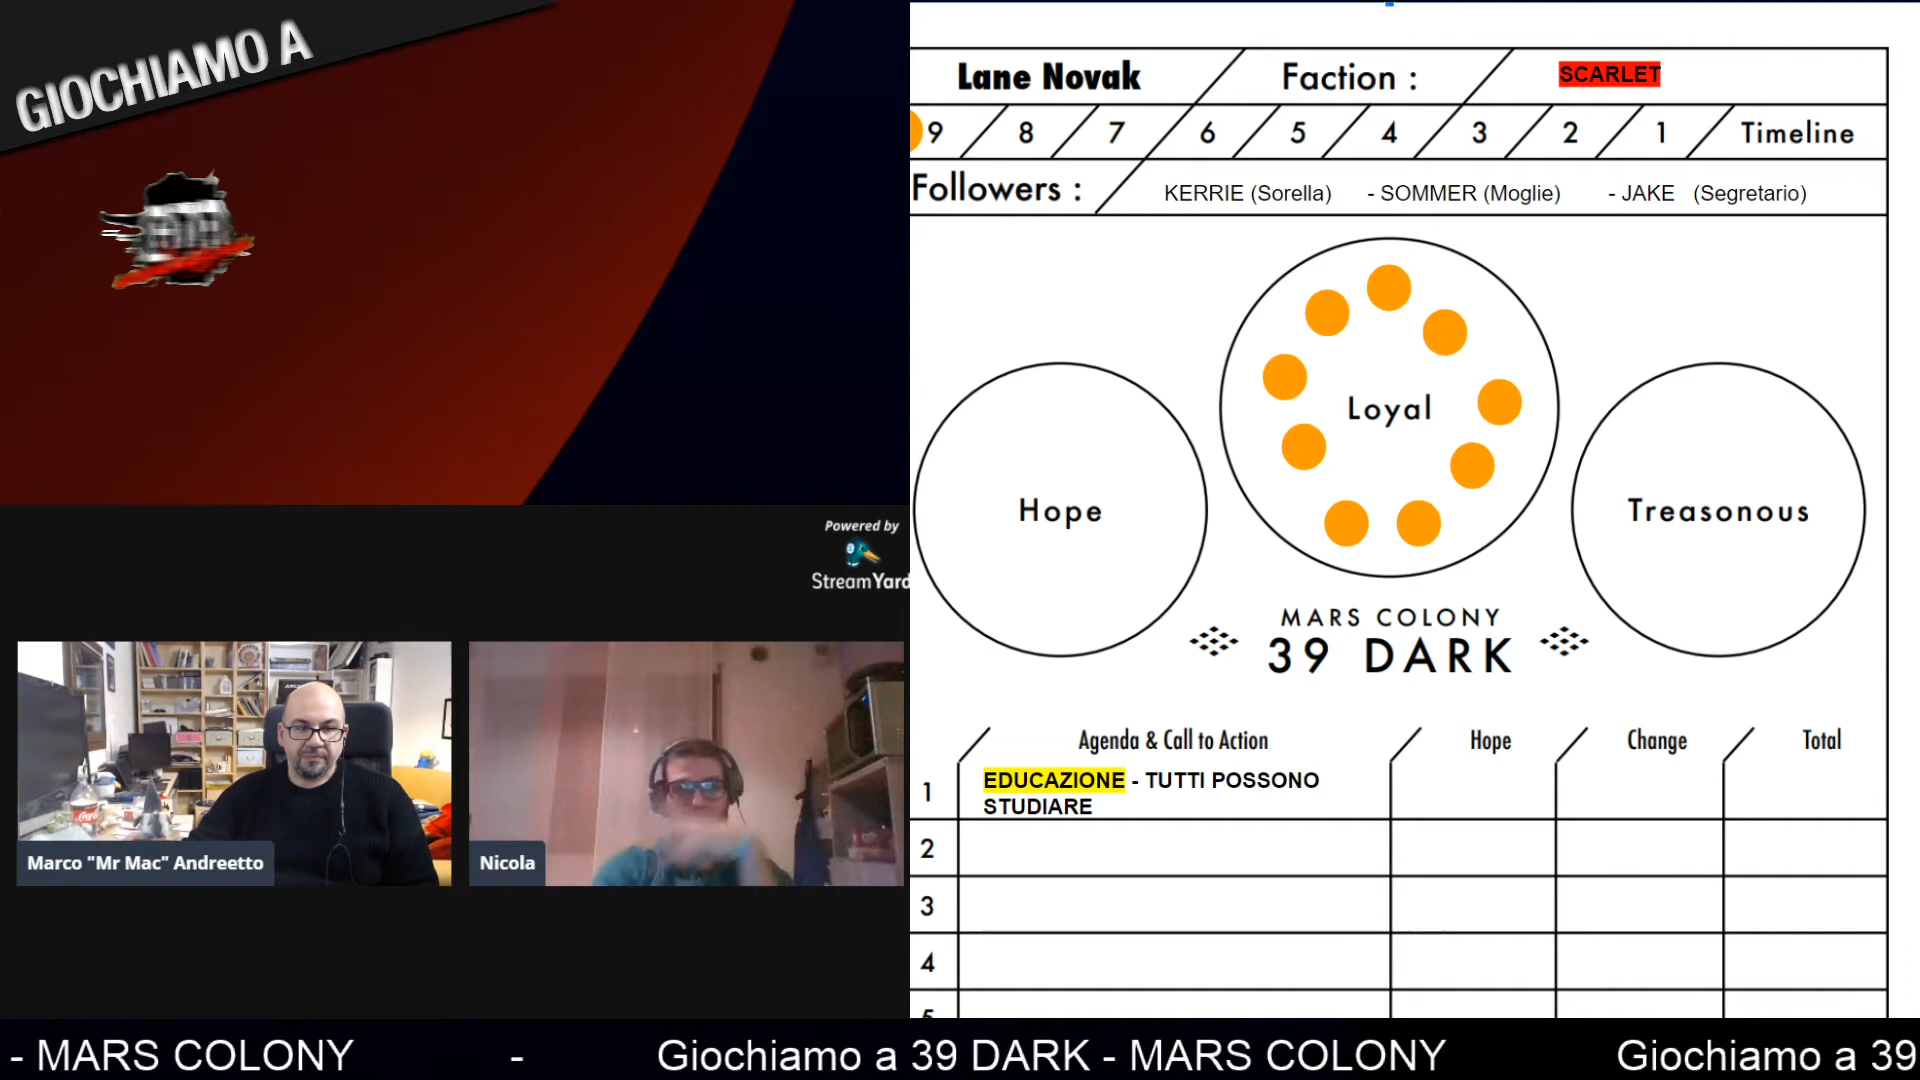 GIOCHIAMO A
Powered by
StreamYard
Marco "Mr Mac" Andreetto
Nicola
Lane Novak
Faction :
SCARLET
9 8 7 6 5 4 3 2 1 Timeline
Followers :
KERRIE (Sorella) - SOMMER (Moglie) - JAKE (Segretario)
Loyal
Hope
Treasonous
MARS COLONY
39 DARK
Agenda & Call to Action Hope Change Total
1 EDUCAZIONE - TUTTI POSSONO
STUDIARE
2
3
4
- MARS COLONY - Giochiamo a 39 DARK - MARS COLONY Giochiamo a 39